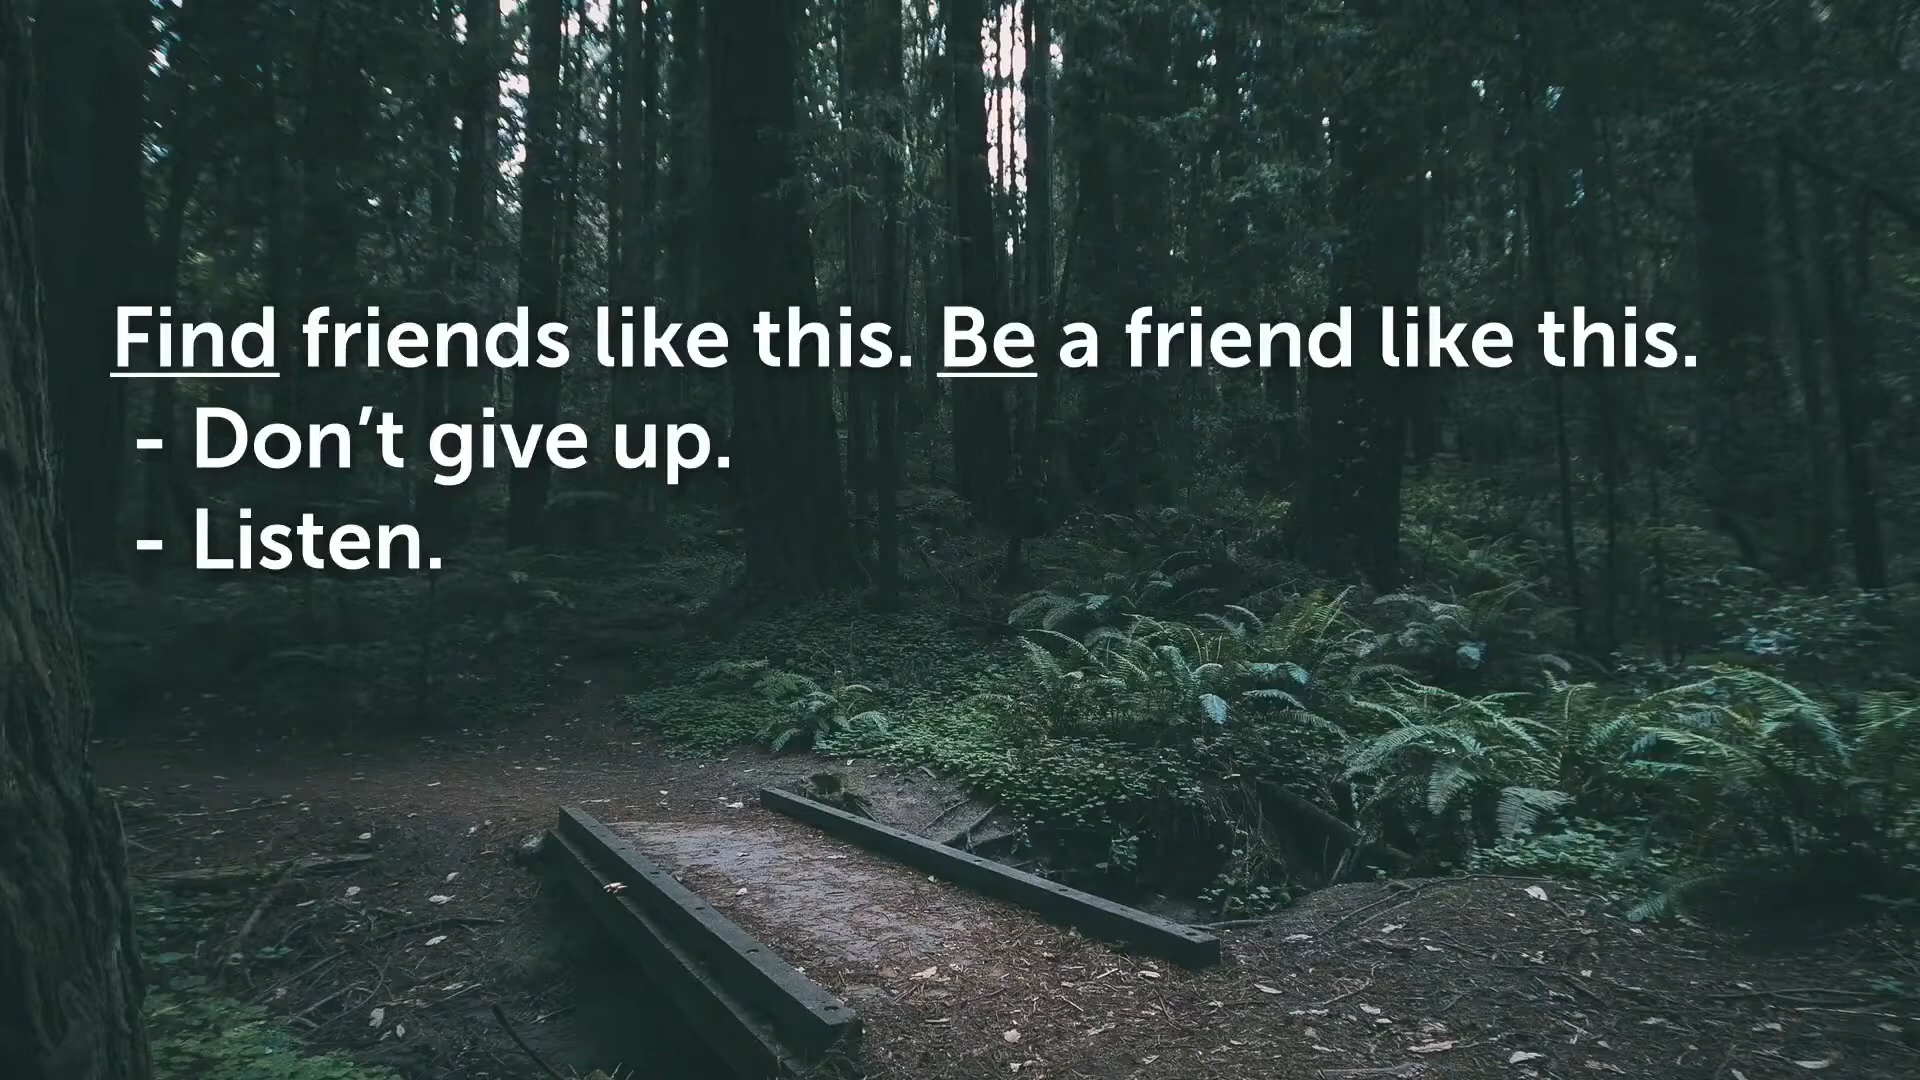 Find friends like this. Be a friend like this.
- Don’t give up.
- Listen.